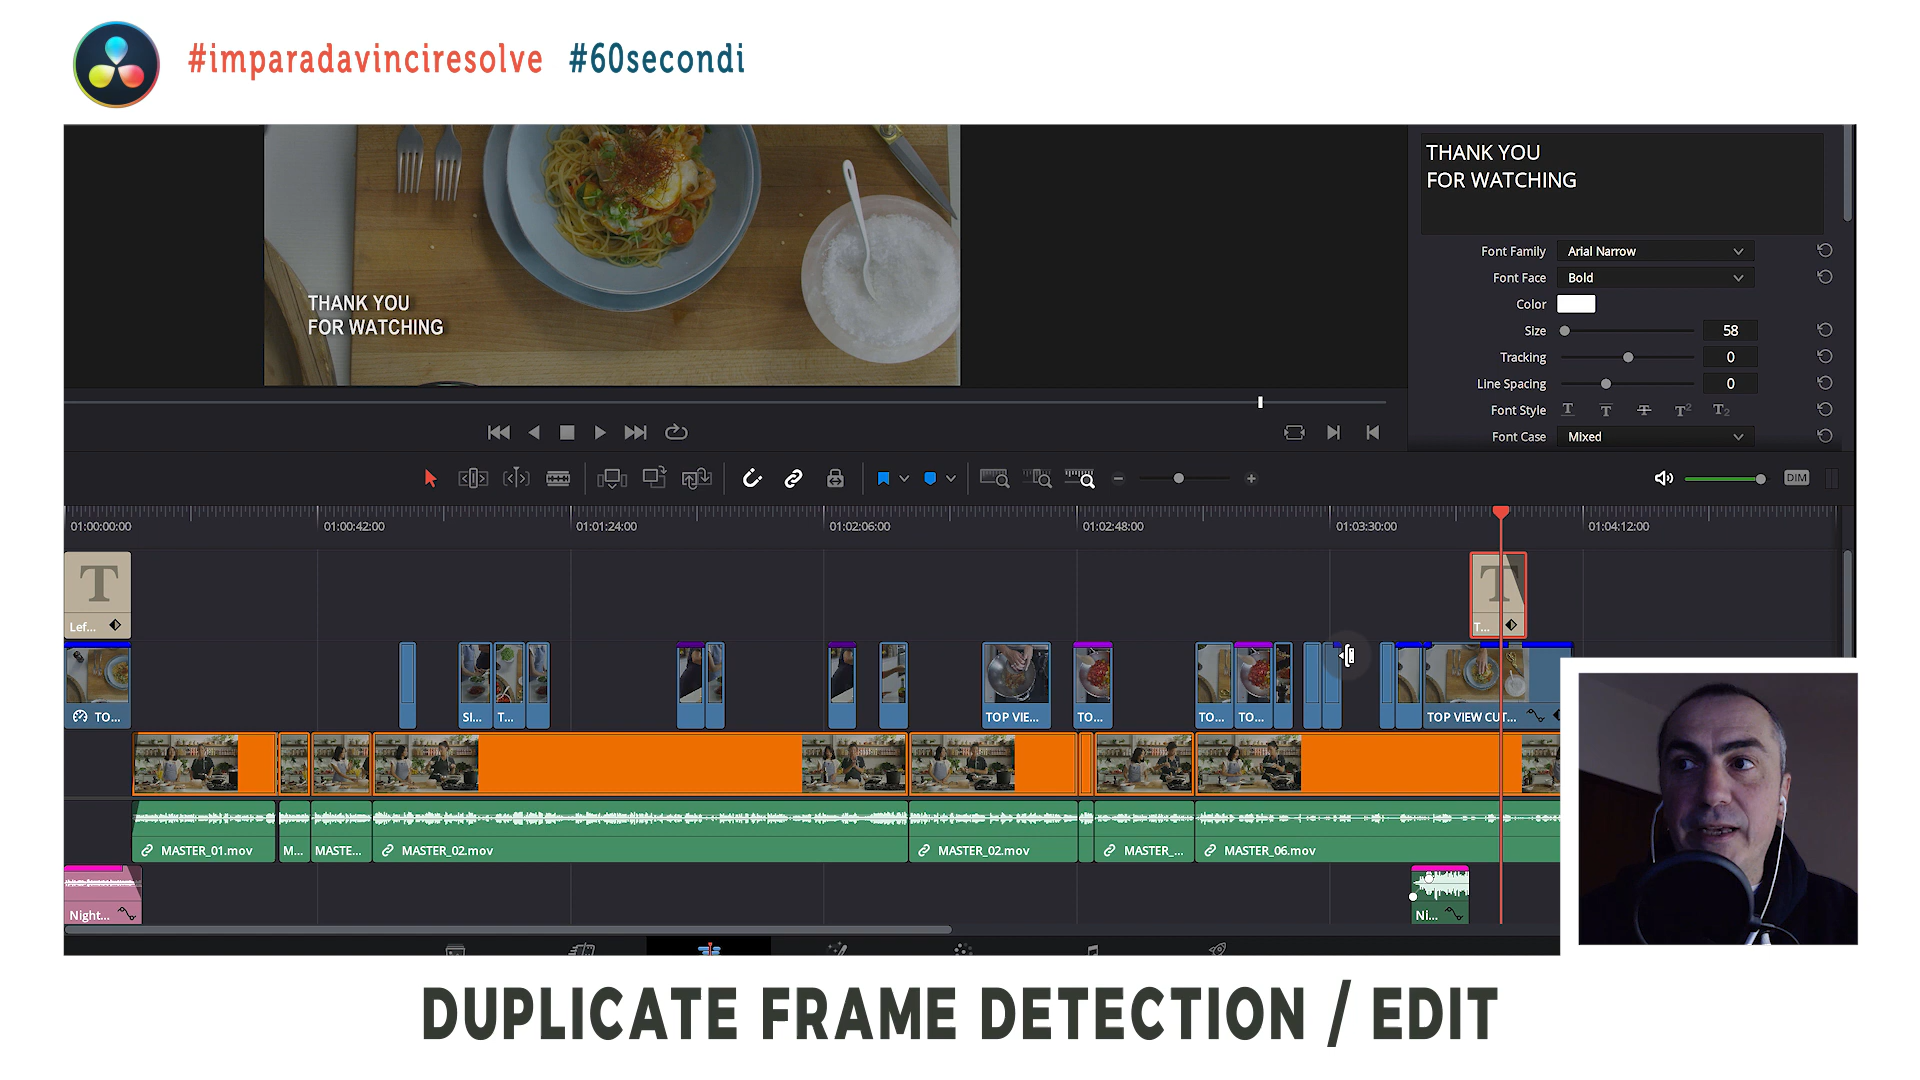 #imparadavinciresolve #60secondi
THANK YOU
FOR WATCHING
THANK YOU
FOR WATCHING
Font Family Arial Narrow
Font Face Bold
Color
Size 58
Tracking 0
Line Spacing 0
Font Style T T T T2 T2
Font Case Mixed
DIM
01:00:00:00 01:00:42:00 01:01:24:00 01:02:06:00 01:02:48:00 01:03:30:00 01:04:12:00
T T
Lef... T...
TO... SI... T... TOP VIE... TO... TO... TO... TOP VIEW CUT...
MASTER_01.mov M... MASTE... MASTER_02.mov MASTER_02.mov MASTER_... MASTER_06.mov
Night... Ni...
DUPLICATE FRAME DETECTION / EDIT